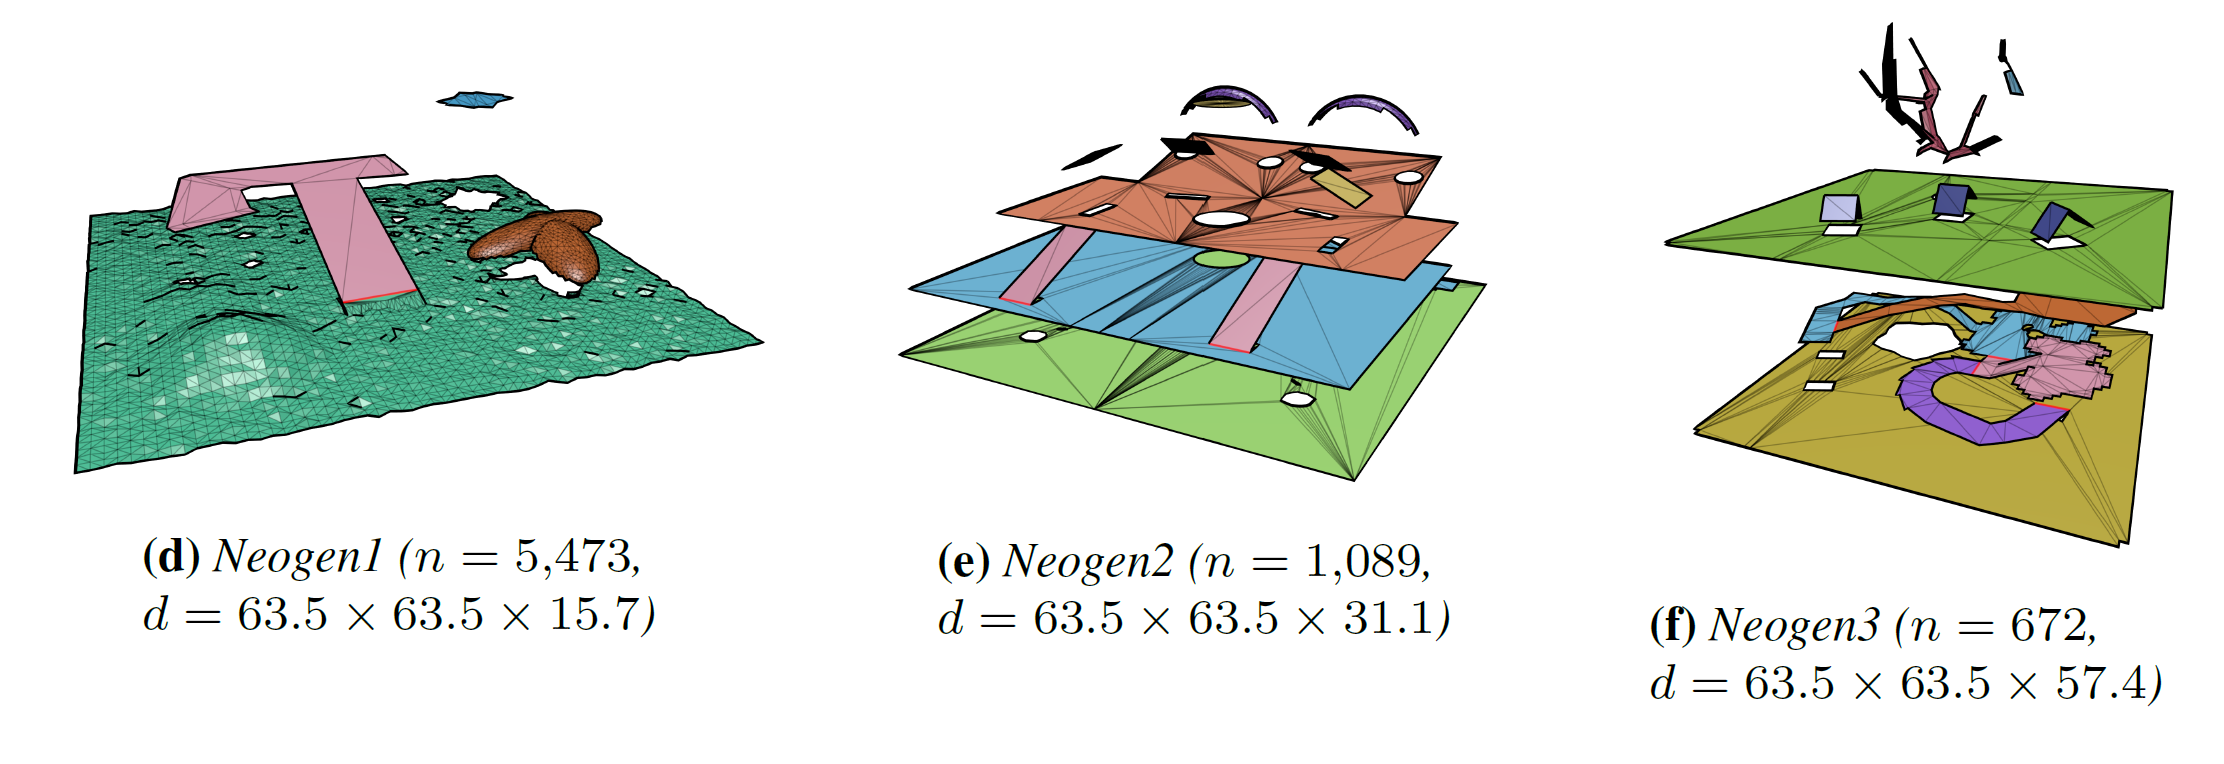 (d) Neogen1 (n = 5,473,
d = 63.5 × 63.5 × 15.7)
(e) Neogen2 (n = 1,089,
d = 63.5 × 63.5 × 31.1)
(f) Neogen3 (n = 672,
d = 63.5 × 63.5 × 57.4)